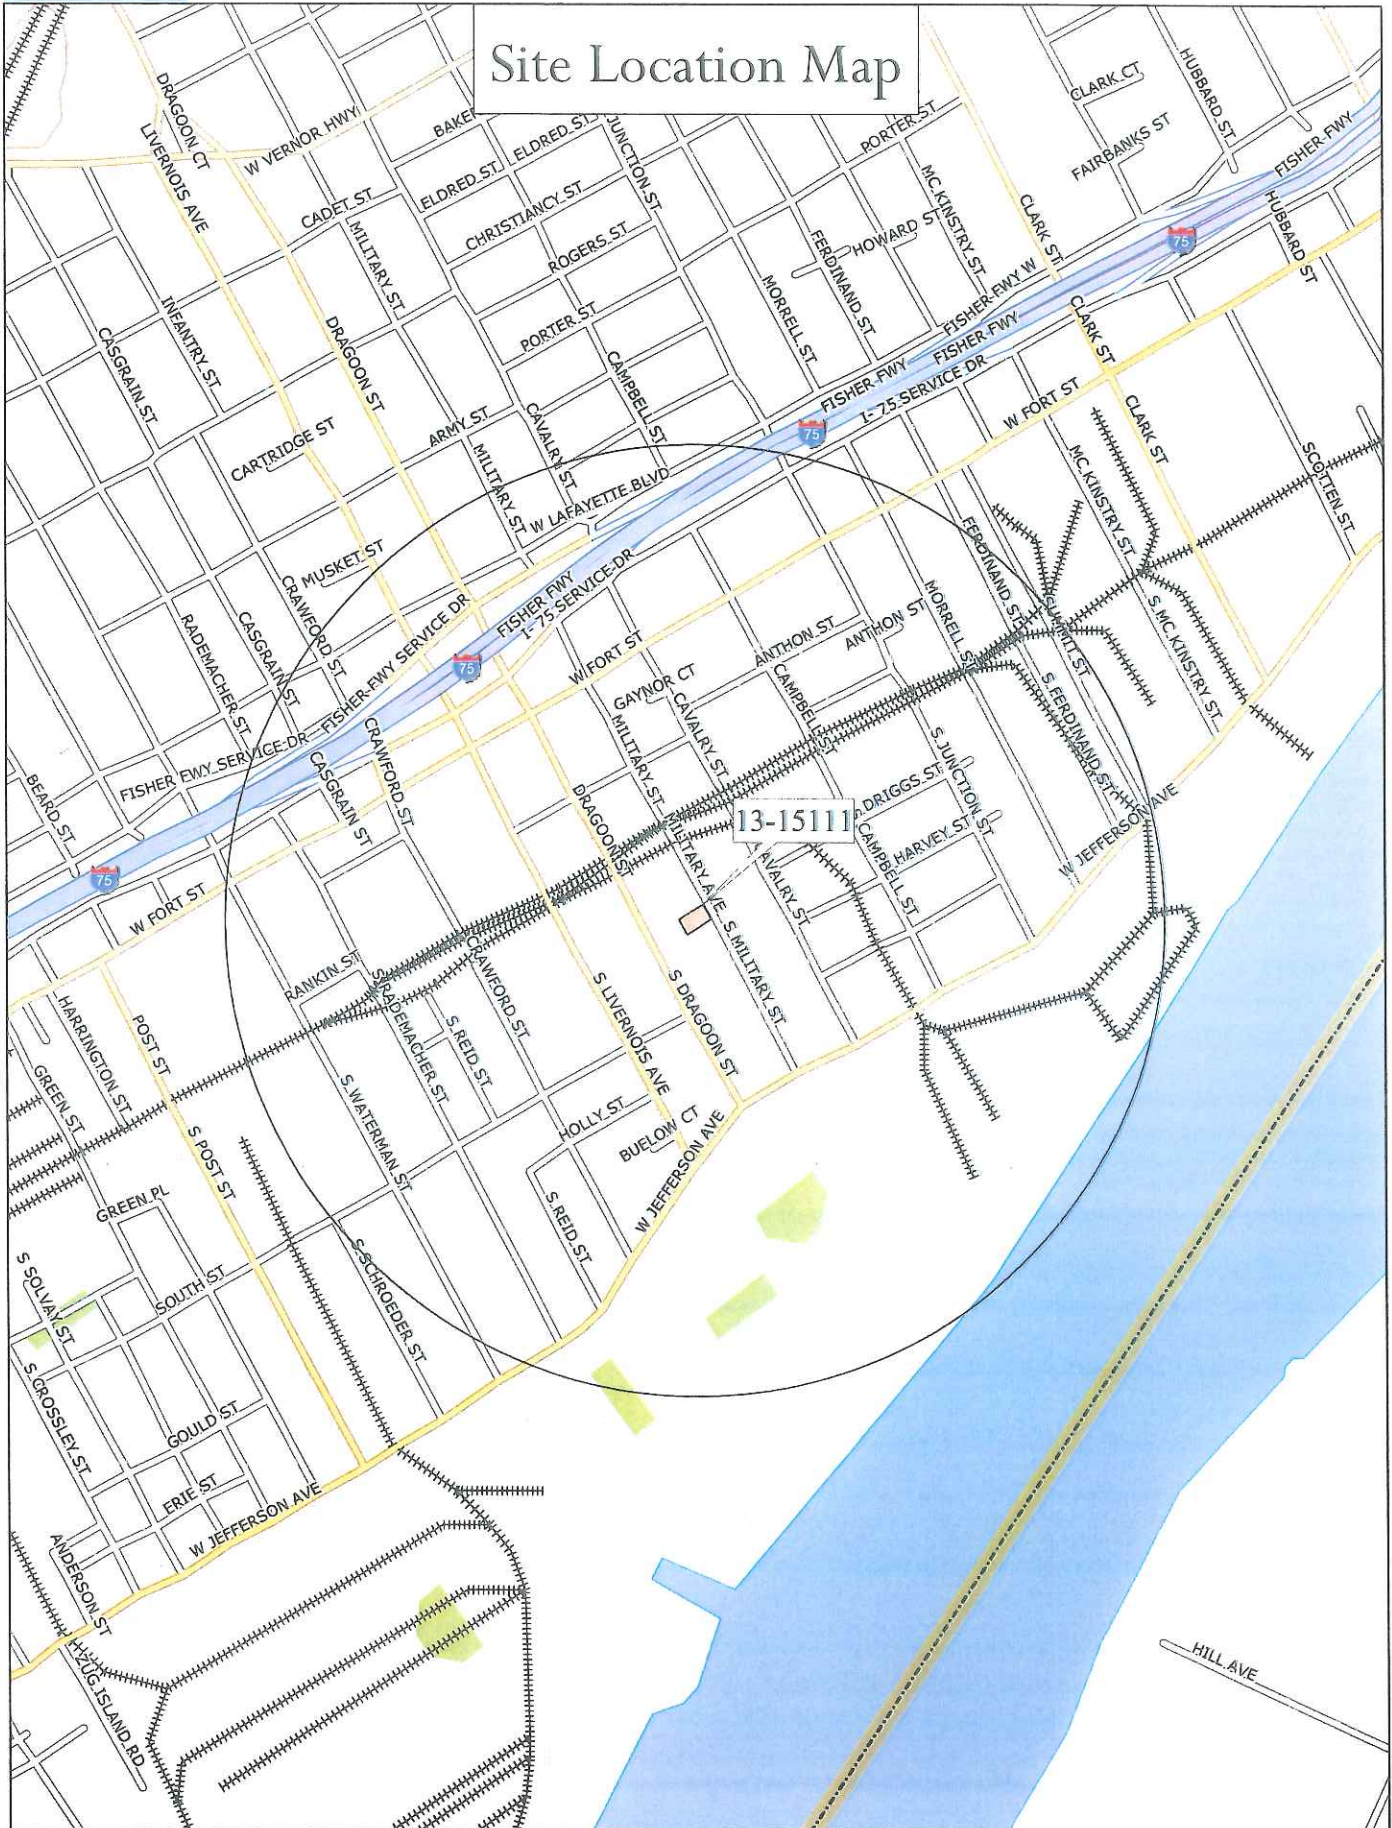 Site Location Map
DRAGOON CT
LIVERNOIS AVE
W VERNOR HWY
ELDRED ST
ELDRED ST
JUNCTION ST
PORTER ST
CLARK CT
HUBBARD ST
FAIRBANKS ST
FISHER FWY
CADET ST
MILITARY ST
CHRISTIANCY ST
ROGERS ST
HOWARD ST
MC KINSTRY ST
CLARK ST
HUBBARD ST
75
INFANTRY ST
CASGRAIN ST
DRAGOON ST
PORTER ST
CAMPBELL ST
MORRELL ST
FERDINAND ST
FISHER FWY W
FISHER FWY
FISHER FWY
I- 75 SERVICE DR
CLARK ST
CARTRIDGE ST
ARMY ST
MILITARY ST
CAVALRY ST
W LAFAYETTE BLVD
75
W FORT ST
CLARK ST
MC KINSTRY ST
SCOTTEN ST
MUSKET ST
CRAWFORD ST
CASGRAIN ST
RADEMACHER ST
FISHER FWY SERVICE DR
FISHER FWY
I- 75 SERVICE DR
75
W FORT ST
GAYNOR CT
ANTHON ST
ANTHON ST
MORRELL ST
FERDINAND ST
SUMMIT ST
S MC KINSTRY ST
S FERDINAND ST
FISHER FWY SERVICE DR
CRAWFORD ST
CASGRAIN ST
BEARD ST
MILITARY ST
CAVALRY ST
CAMPBELL ST
S JUNCTION ST
S DRIGGS ST
HARVEY ST
W JEFFERSON AVE
13-15111
DRAGOON ST
MILITARY AVE
CAVALRY ST
CAMPBELL ST
75
W FORT ST
RANKIN ST
S RADEMACHER ST
CRAWFORD ST
S REID ST
S LIVERNOIS AVE
S DRAGOON ST
S MILITARY ST
HARRINGTON ST
POST ST
GREEN ST
S WATERMAN ST
HOLLY ST
BUELOW CT
W JEFFERSON AVE
S POST ST
GREEN PL
S REID ST
S SOLVAY ST
SOUTH ST
S SCHROEDER ST
S CROSSLEY ST
GOULD ST
ERIE ST
W JEFFERSON AVE
ANDERSON ST
ZUG ISLAND RD
HILL AVE